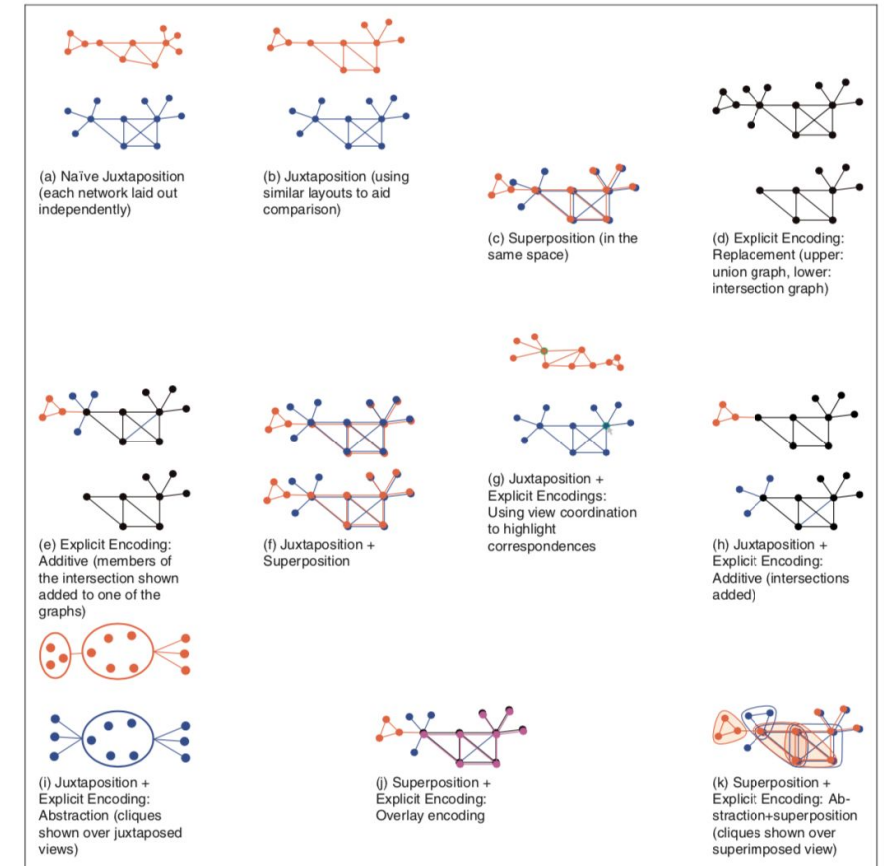 (a) Naïve Juxtaposition
(each network laid out
independently)
(b) Juxtaposition (using
similar layouts to aid
comparison)
(c) Superposition (in the
same space)
(d) Explicit Encoding:
Replacement (upper:
union graph, lower:
intersection graph)
(e) Explicit Encoding:
Additive (members of
the intersection shown
added to one of the
graphs)
(f) Juxtaposition +
Superposition
(g) Juxtaposition +
Explicit Encodings:
Using view coordination
to highlight
correspondences
(h) Juxtaposition +
Explicit Encoding:
Additive (intersections
added)
(i) Juxtaposition +
Explicit Encoding:
Abstraction (cliques
shown over juxtaposed
views)
(j) Superposition +
Explicit Encoding:
Overlay encoding
(k) Superposition +
Explicit Encoding: Ab-
straction+superposition
(cliques shown over
superimposed view)